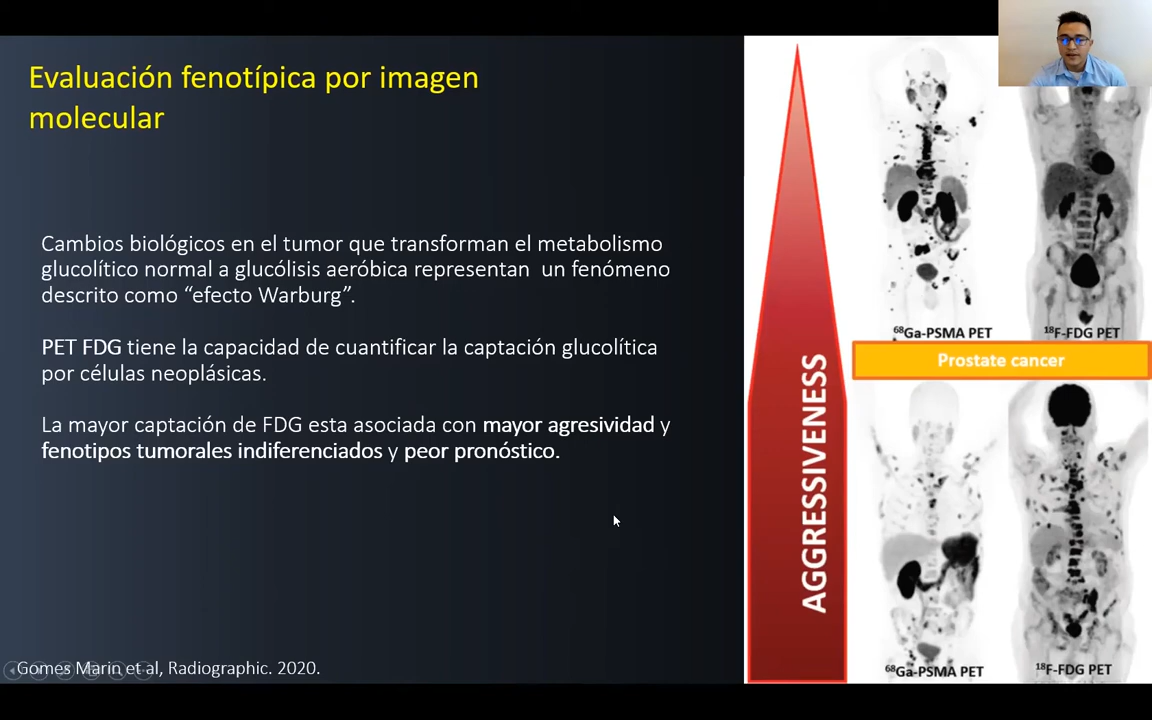 Evaluación fenotípica por imagen
molecular
Cambios biológicos en el tumor que transforman el metabolismo
glucolítico normal a glucólisis aeróbica representan un fenómeno
descrito como “efecto Warburg”.
PET FDG tiene la capacidad de cuantificar la captación glucolítica
por células neoplásicas.
La mayor captación de FDG esta asociada con mayor agresividad y
fenotipos tumorales indiferenciados y peor pronóstico.
Gomes Marin et al, Radiographic. 2020.
AGGRESSIVENESS
⁶⁸Ga-PSMA PET
¹⁸F-FDG PET
Prostate cancer
⁶⁸Ga-PSMA PET
¹⁸F-FDG PET